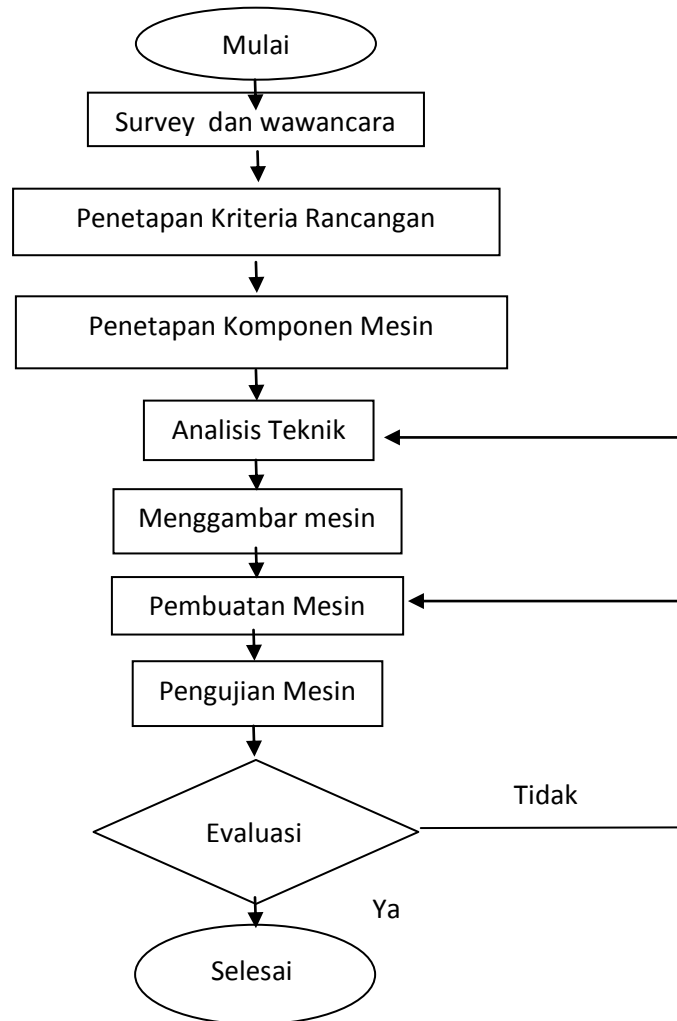 Mulai
Survey dan wawancara
Penetapan Kriteria Rancangan
Penetapan Komponen Mesin
Analisis Teknik
Menggambar mesin
Pembuatan Mesin
Pengujian Mesin
Tidak
Evaluasi
Ya
Selesai